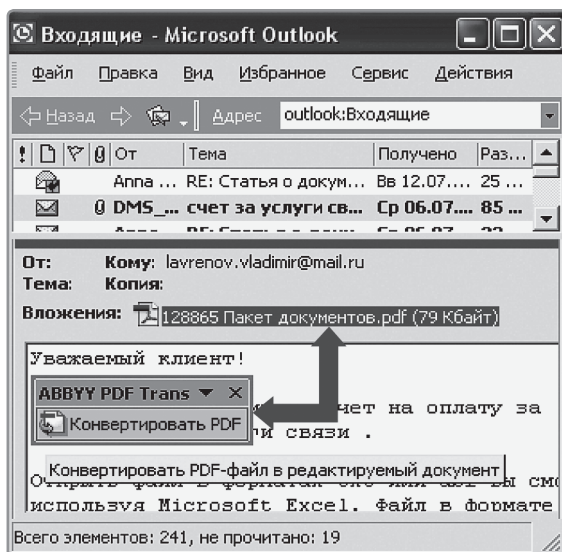 Входящие - Microsoft Outlook
Файл Правка Вид Избранное Сервис Действия
Назад Адрес outlook:Входящие
От Тема Получено Раз...
Anna ... RE: Статья о докум... Вв 12.07.... 25 ...
DMS_... счет за услуги св... Ср 06.07.... 85 ...
От: Кому: lavrenov.vladimir@mail.ru
Тема: Копия:
Вложения: 128865 Пакет документов.pdf (79 Кбайт)
Уважаемый клиент!
ABBYY PDF Trans
чет на оплату за
Конвертировать PDF
ги связи .
Конвертировать PDF-файл в редактируемый документ
используя Microsoft Excel. Файл в формате
Всего элементов: 241, не прочитано: 19